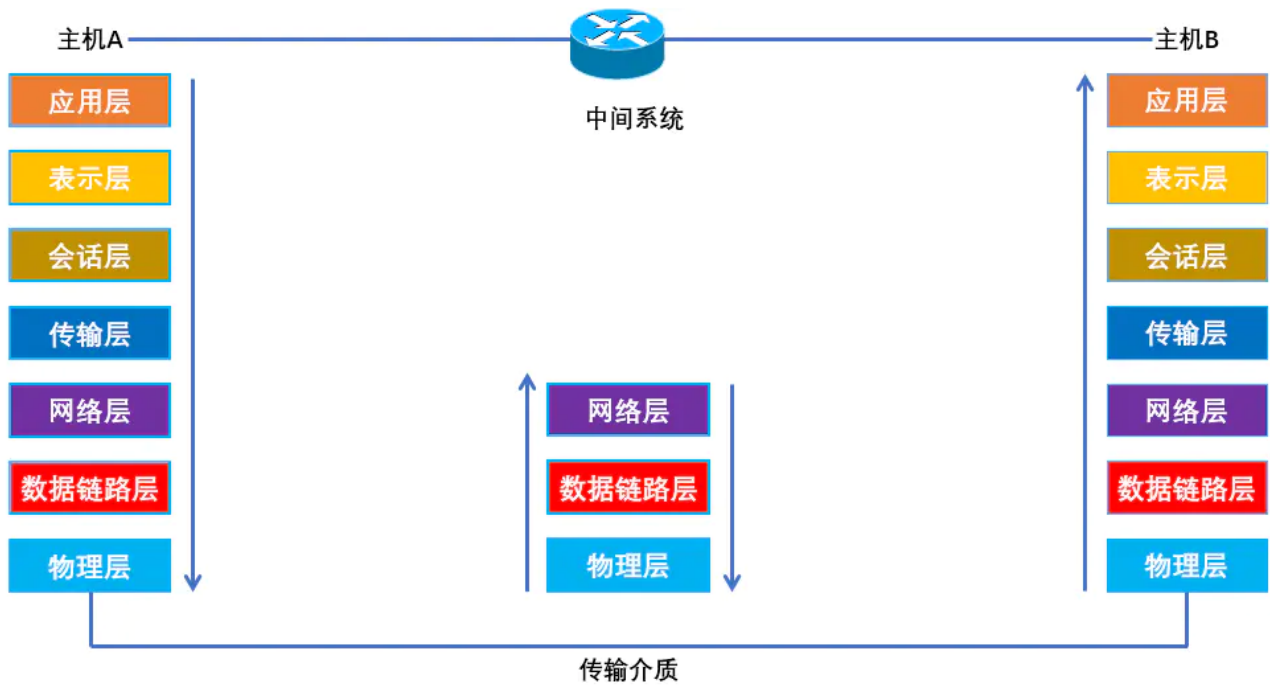 主机A
主机B
中间系统
应用层
表示层
会话层
传输层
网络层
数据链路层
物理层
网络层
数据链路层
物理层
应用层
表示层
会话层
传输层
网络层
数据链路层
物理层
传输介质